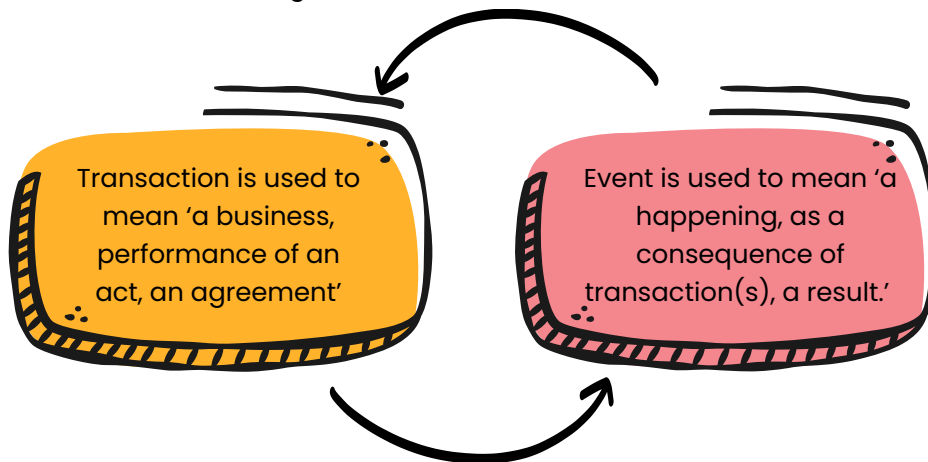 Transaction is used to
mean ‘a business,
performance of an
act, an agreement’
Event is used to mean ‘a
happening, as a
consequence of
transaction(s), a result.’